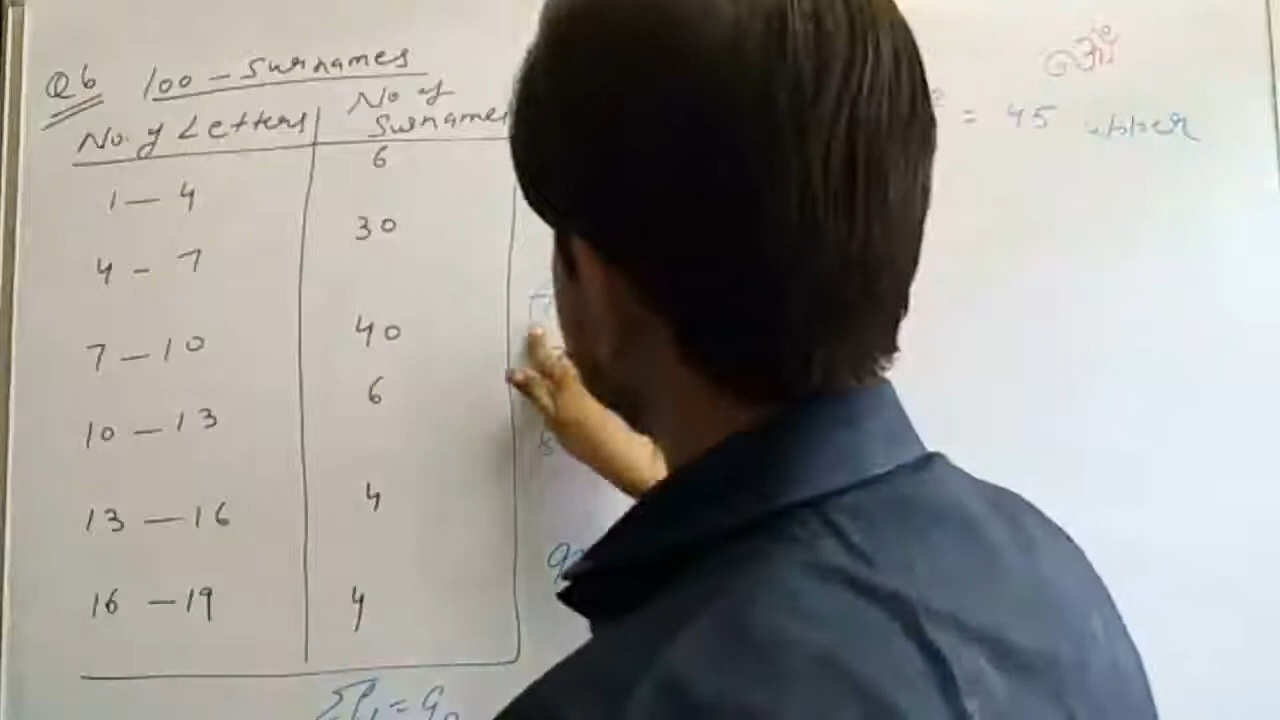 Q6 100 - Surnames
No. of Letters No of Surnames
1 - 4 6
4 - 7 30
7 - 10 40
10 - 13 6
13 - 16 4
16 - 19 4
= 45